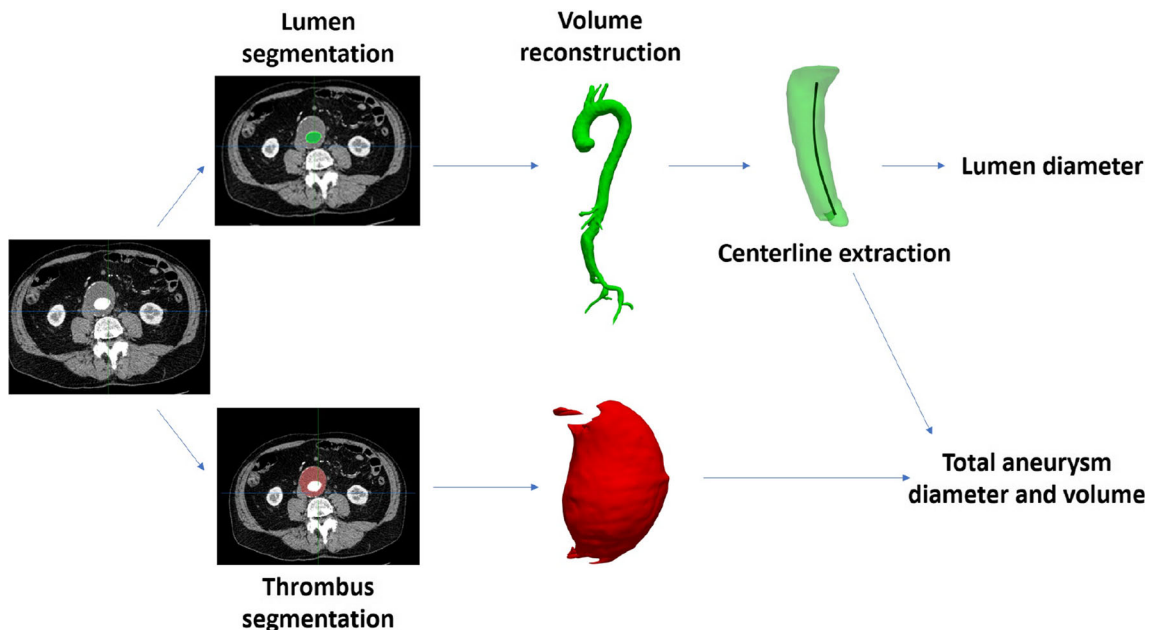 Lumen
segmentation
Volume
reconstruction
Lumen diameter
Centerline extraction
Total aneurysm
diameter and volume
Thrombus
segmentation